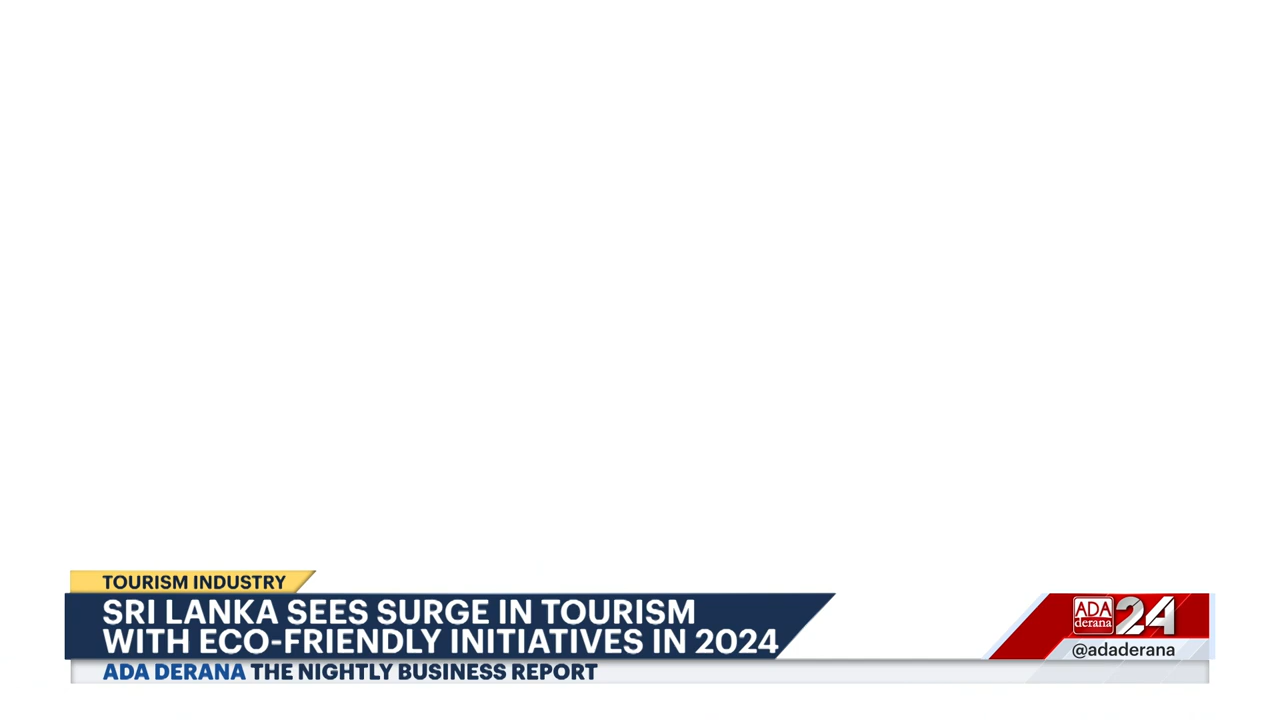 TOURISM INDUSTRY
SRI LANKA SEES SURGE IN TOURISM
WITH ECO-FRIENDLY INITIATIVES IN 2024
ADA DERANA THE NIGHTLY BUSINESS REPORT
ADA
derana
24
@adaderana